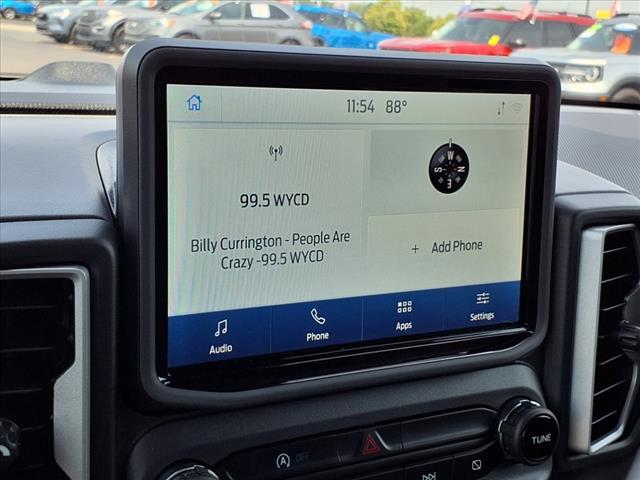 11:54 88°
99.5 WYCD
Billy Currington - People Are
Crazy -99.5 WYCD
W
S N
E
+ Add Phone
Audio
Phone
Apps
Settings
A
TUNE